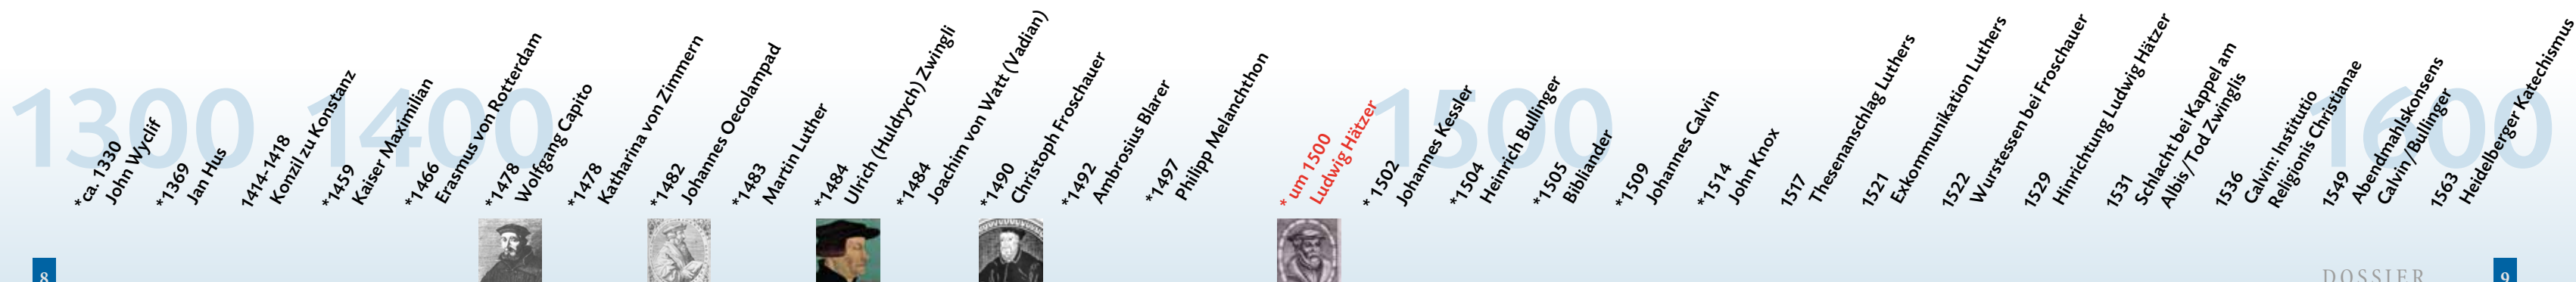 1300
1400
1500
1600
*ca. 1330
John Wyclif
*1369
Jan Hus
1414-1418
Konzil zu Konstanz
*1459
Kaiser Maximilian
*1466
Erasmus von Rotterdam
*1478
Wolfgang Capito
*1478
Katharina von Zimmern
*1482
Johannes Oecolampad
*1483
Martin Luther
*1484
Ulrich (Huldrych) Zwingli
*1484
Joachim von Watt (Vadian)
*1490
Christoph Froschauer
*1492
Ambrosius Blarer
*1497
Philipp Melanchthon
* um 1500
Ludwig Hätzer
* 1502
Johannes Kessler
*1504
Heinrich Bullinger
*1505
Bibliander
*1509
Johannes Calvin
*1514
John Knox
1517
Thesenanschlag Luthers
1521
Exkommunikation Luthers
1522
Wurstessen bei Froschauer
1529
Hinrichtung Ludwig Hätzer
1531
Schlacht bei Kappel am
Albis/Tod Zwinglis
1536
Calvin: Institutio
Religionis Christianae
1549
Abendmahlskonsens
Calvin/Bullinger
1563
Heidelberger Katechismus
8
DOSSIER
9